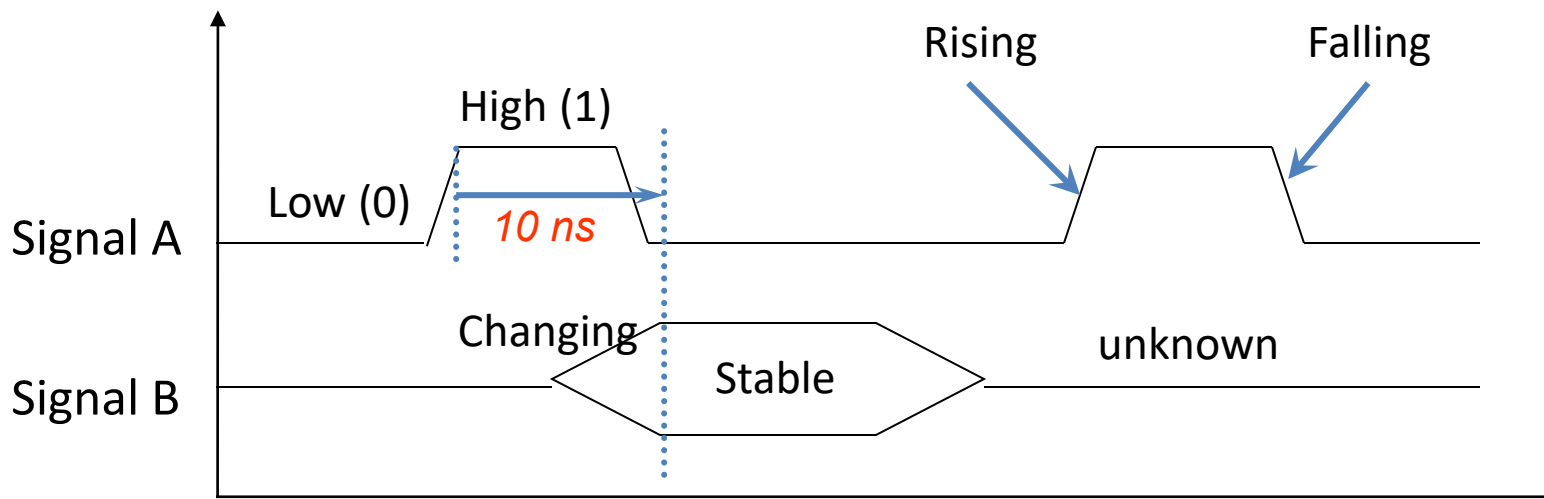 Rising
Falling
High (1)
Low (0)
10 ns
Signal A
Changing
unknown
Stable
Signal B